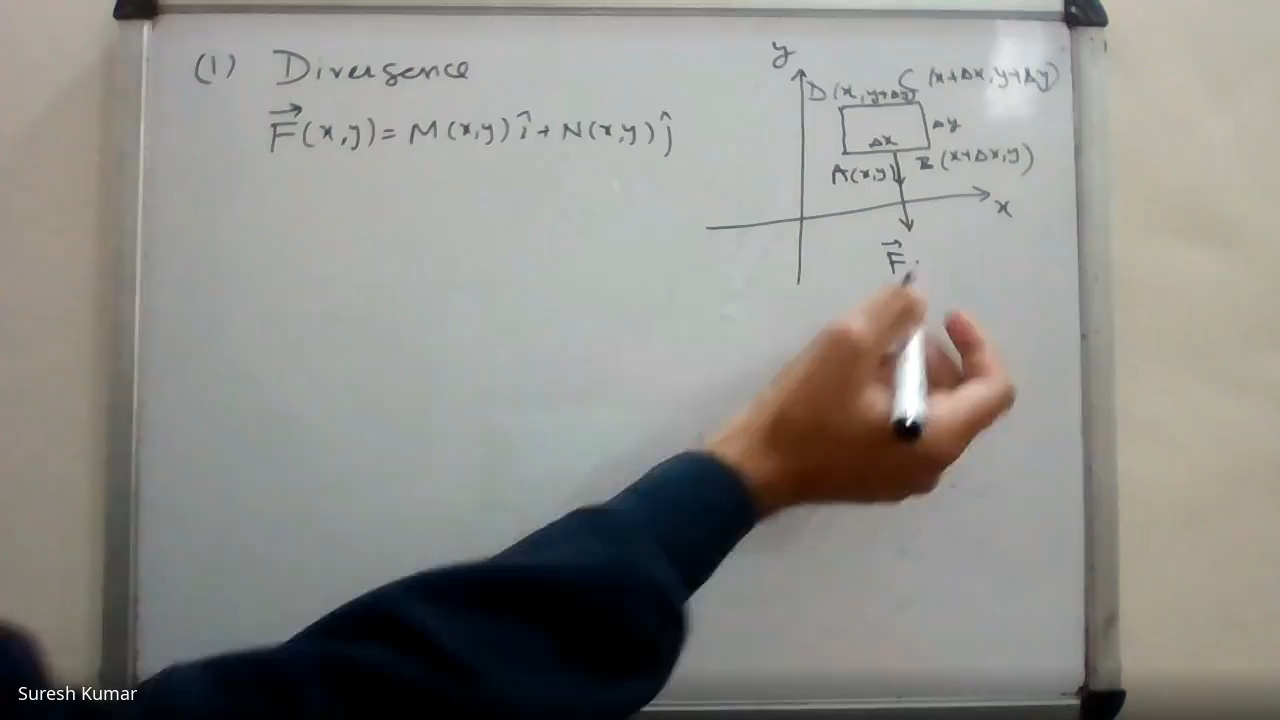 (1) Divergence
F⃗(x,y) = M(x,y) î + N(x,y) ĵ
y
D(x, y+Δy) C (x+Δx, y+Δy)
Δy
Δx
A(x,y) B (x+Δx,y)
x
F⃗
Suresh Kumar